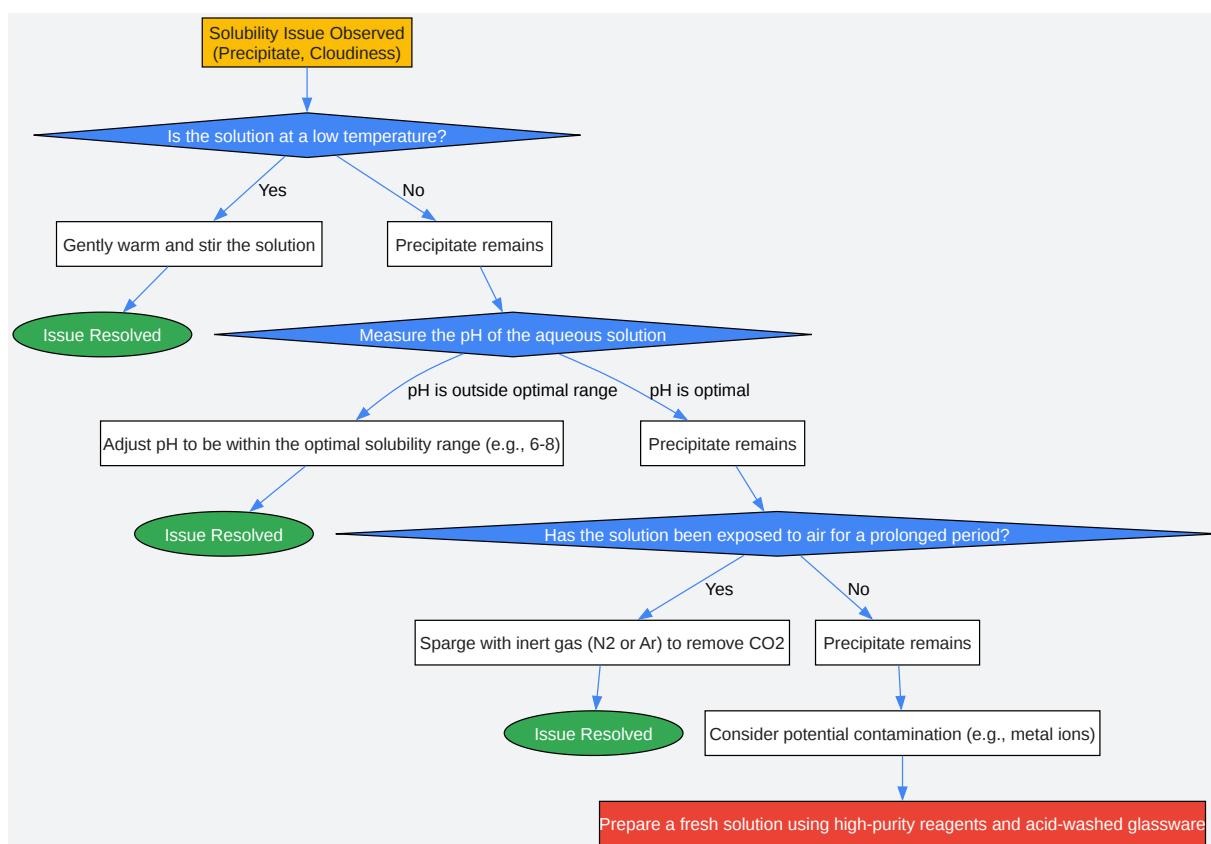 Solubility Issue Observed
(Precipitate, Cloudiness)
Is the solution at a low temperature?
Yes
No
Gently warm and stir the solution
Precipitate remains
Issue Resolved
Measure the pH of the aqueous solution
pH is outside optimal range
pH is optimal
Adjust pH to be within the optimal solubility range (e.g., 6-8)
Precipitate remains
Issue Resolved
Has the solution been exposed to air for a prolonged period?
Yes
No
Sparge with inert gas (N2 or Ar) to remove CO2
Precipitate remains
Issue Resolved
Consider potential contamination (e.g., metal ions)
Prepare a fresh solution using high-purity reagents and acid-washed glassware